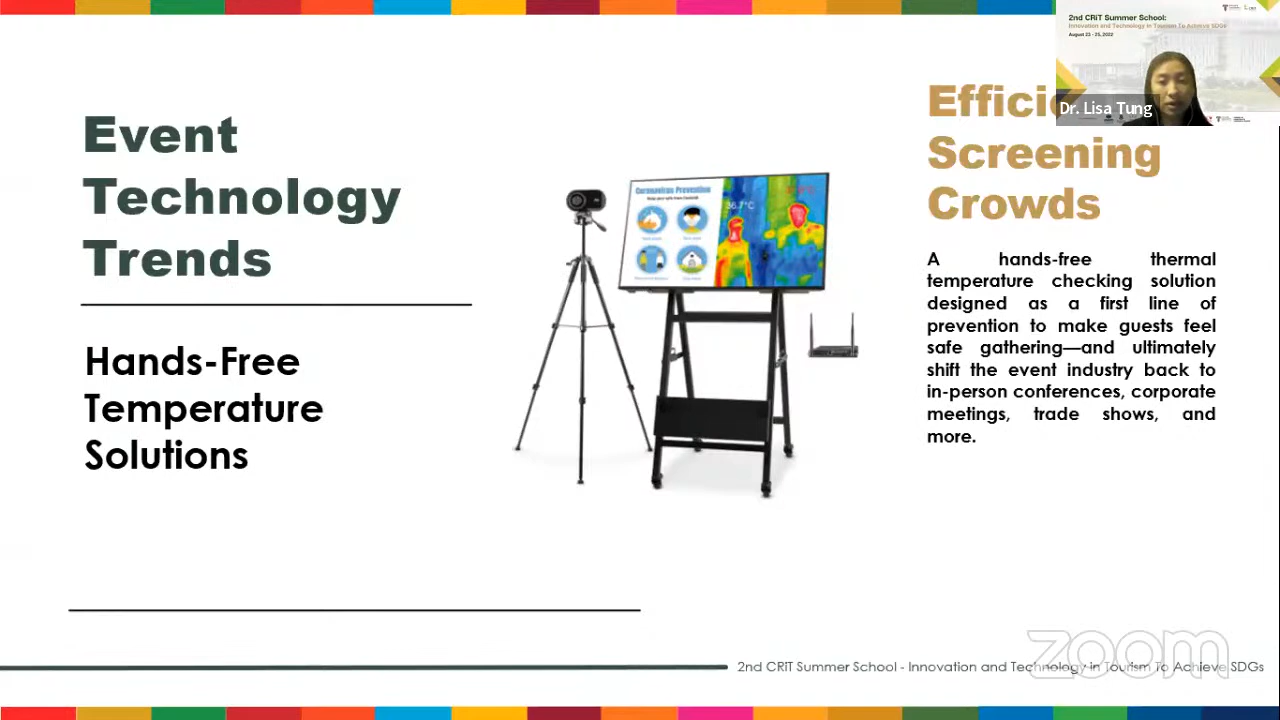 Event
Technology
Trends
Hands-Free
Temperature
Solutions
Coronavirus Prevention
36.7°C
2nd CRiT Summer School:
Innovation and Technology in Tourism To Achieve SDGs
August 23 - 25, 2022
Dr. Lisa Tung
Screening
Crowds
A hands-free thermal
temperature checking solution
designed as a first line of
prevention to make guests feel
safe gathering—and ultimately
shift the event industry back to
in-person conferences, corporate
meetings, trade shows, and
more.
zoom
2nd CRiT Summer School - Innovation and Technology in Tourism To Achieve SDGs